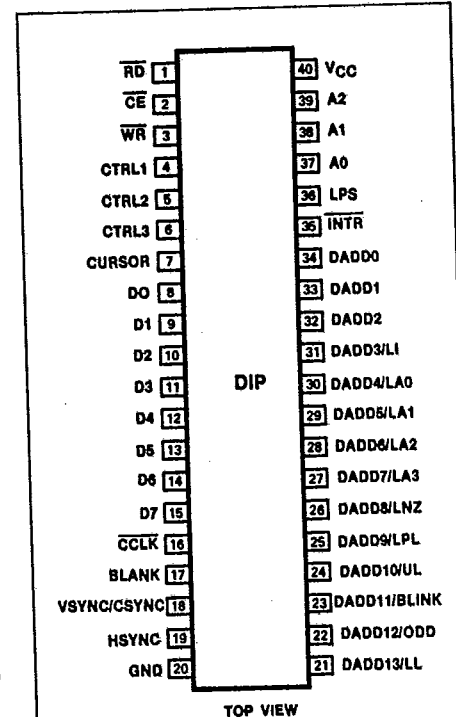 RD 1
CE 2
WR 3
CTRL1 4
CTRL2 5
CTRL3 6
CURSOR 7
D0 8
D1 9
D2 10
D3 11
D4 12
D5 13
D6 14
D7 15
CCLK 16
BLANK 17
VSYNC/CSYNC 18
HSYNC 19
GND 20
DIP
40 VCC
39 A2
38 A1
37 A0
36 LPS
35 INTR
34 DADD0
33 DADD1
32 DADD2
31 DADD3/LI
30 DADD4/LA0
29 DADD5/LA1
28 DADD6/LA2
27 DADD7/LA3
26 DADD8/LNZ
25 DADD9/LPL
24 DADD10/UL
23 DADD11/BLINK
22 DADD12/ODD
21 DADD13/LL
TOP VIEW